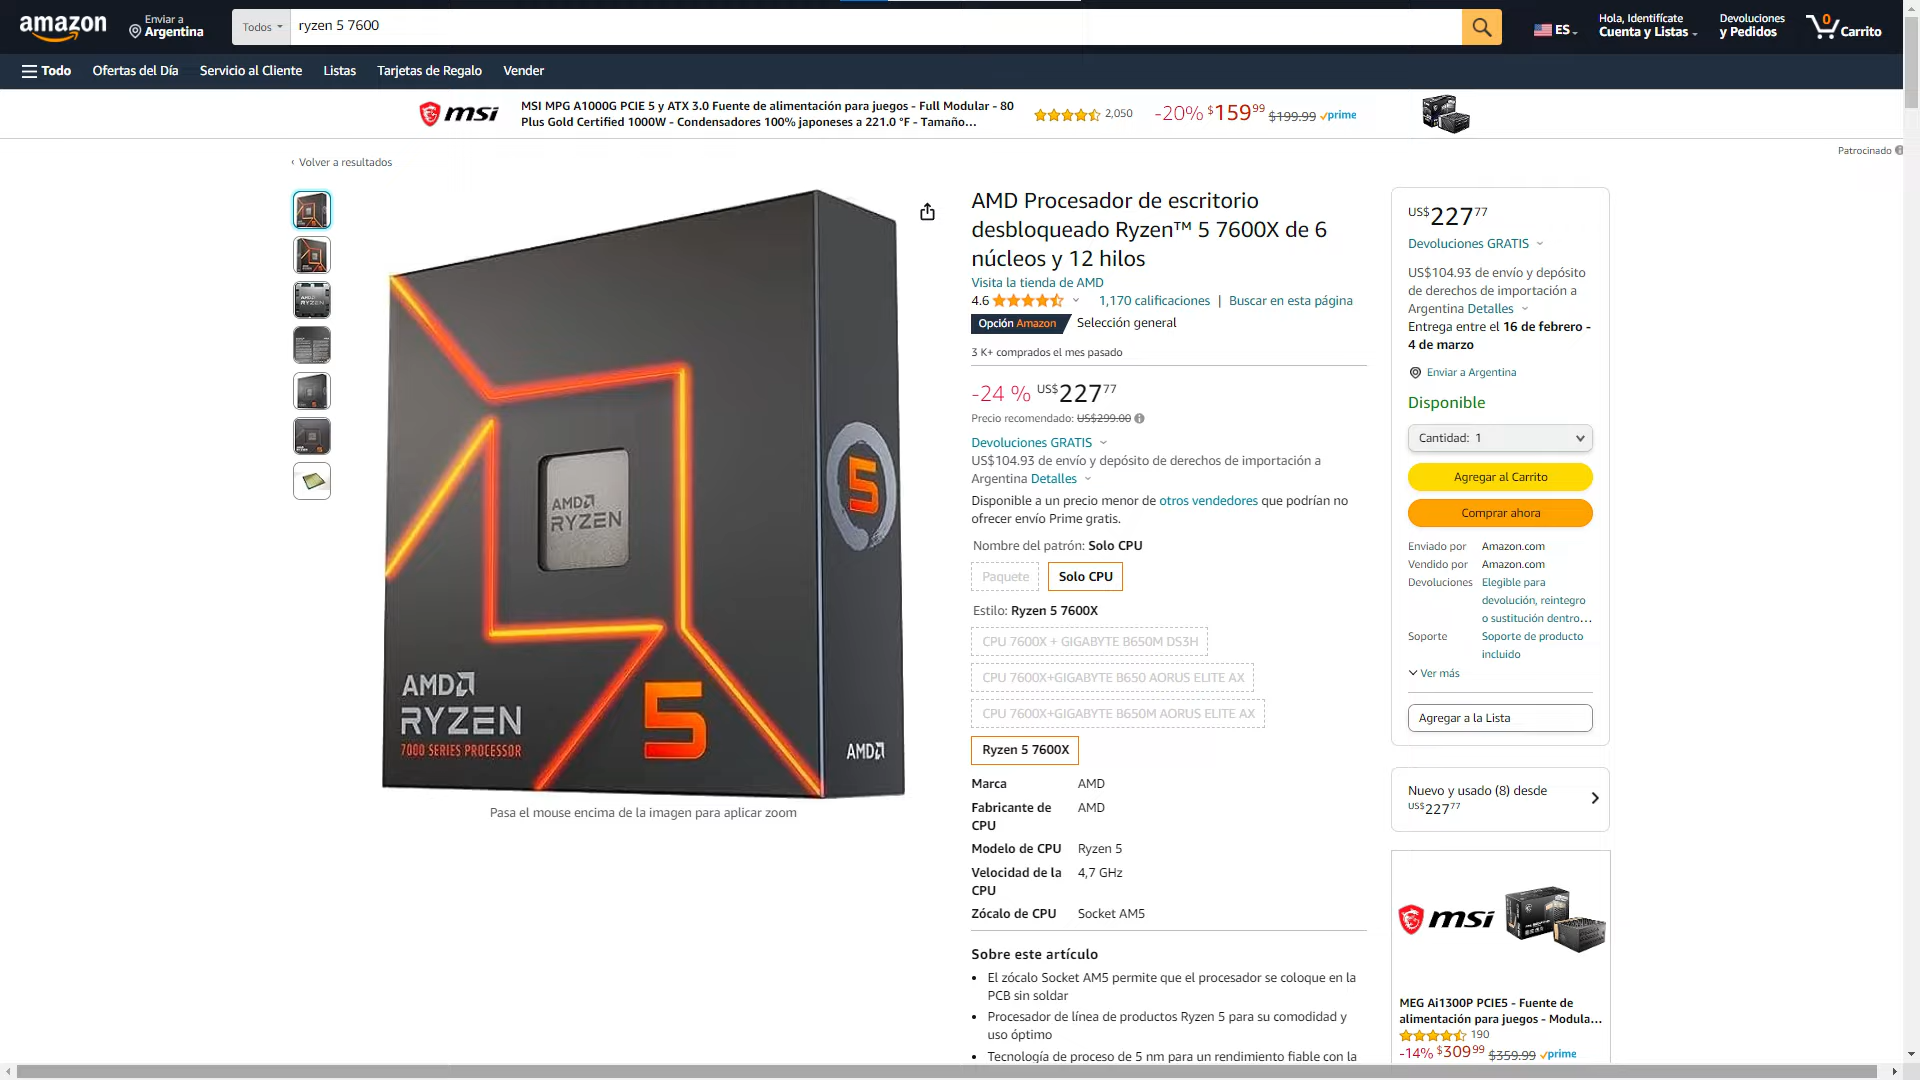 amazon
Enviar a
Argentina
Todos
ryzen 5 7600
ES
Hola, Identifícate
Cuenta y Listas
Devoluciones
y Pedidos
0
Carrito
Todo
Ofertas del Día
Servicio al Cliente
Listas
Tarjetas de Regalo
Vender
msi
MSI MPG A1000G PCIE 5 y ATX 3.0 Fuente de alimentación para juegos - Full Modular - 80
Plus Gold Certified 1000W - Condensadores 100% japoneses a 221.0 °F - Tamaño…
2,050
-20% $159⁹⁹ $199.99 prime
Patrocinado
‹ Volver a resultados
AMD
RYZEN
5
AMD
RYZEN
7000 SERIES PROCESSOR
5
AMD
Pasa el mouse encima de la imagen para aplicar zoom
AMD Procesador de escritorio
desbloqueado Ryzen™ 5 7600X de 6
núcleos y 12 hilos
Visita la tienda de AMD
4.6
1,170 calificaciones | Buscar en esta página
Opción Amazon Selección general
3 K+ comprados el mes pasado
-24 % US$227⁷⁷
Precio recomendado: US$299.00
Devoluciones GRATIS
US$104.93 de envío y depósito de derechos de importación a
Argentina Detalles
Disponible a un precio menor de otros vendedores que podrían no
ofrecer envío Prime gratis.
Nombre del patrón: Solo CPU
Paquete
Solo CPU
Estilo: Ryzen 5 7600X
CPU 7600X + GIGABYTE B650M DS3H
CPU 7600X+GIGABYTE B650 AORUS ELITE AX
CPU 7600X+GIGABYTE B650M AORUS ELITE AX
Ryzen 5 7600X
Marca AMD
Fabricante de AMD
CPU
Modelo de CPU Ryzen 5
Velocidad de la 4,7 GHz
CPU
Zócalo de CPU Socket AM5
Sobre este artículo
• El zócalo Socket AM5 permite que el procesador se coloque en la
PCB sin soldar
• Procesador de línea de productos Ryzen 5 para su comodidad y
uso óptimo
• Tecnología de proceso de 5 nm para un rendimiento fiable con la
US$227⁷⁷
Devoluciones GRATIS
US$104.93 de envío y depósito
de derechos de importación a
Argentina Detalles
Entrega entre el 16 de febrero -
4 de marzo
Enviar a Argentina
Disponible
Cantidad: 1
Agregar al Carrito
Comprar ahora
Enviado por Amazon.com
Vendido por Amazon.com
Devoluciones Elegible para
devolución, reintegro
o sustitución dentro…
Soporte Soporte de producto
incluido
Ver más
Agregar a la Lista
Nuevo y usado (8) desde
US$227⁷⁷
msi
MEG Ai1300P PCIE5 - Fuente de
alimentación para juegos - Modula…
190
-14% $309⁹⁹ $359.99 prime